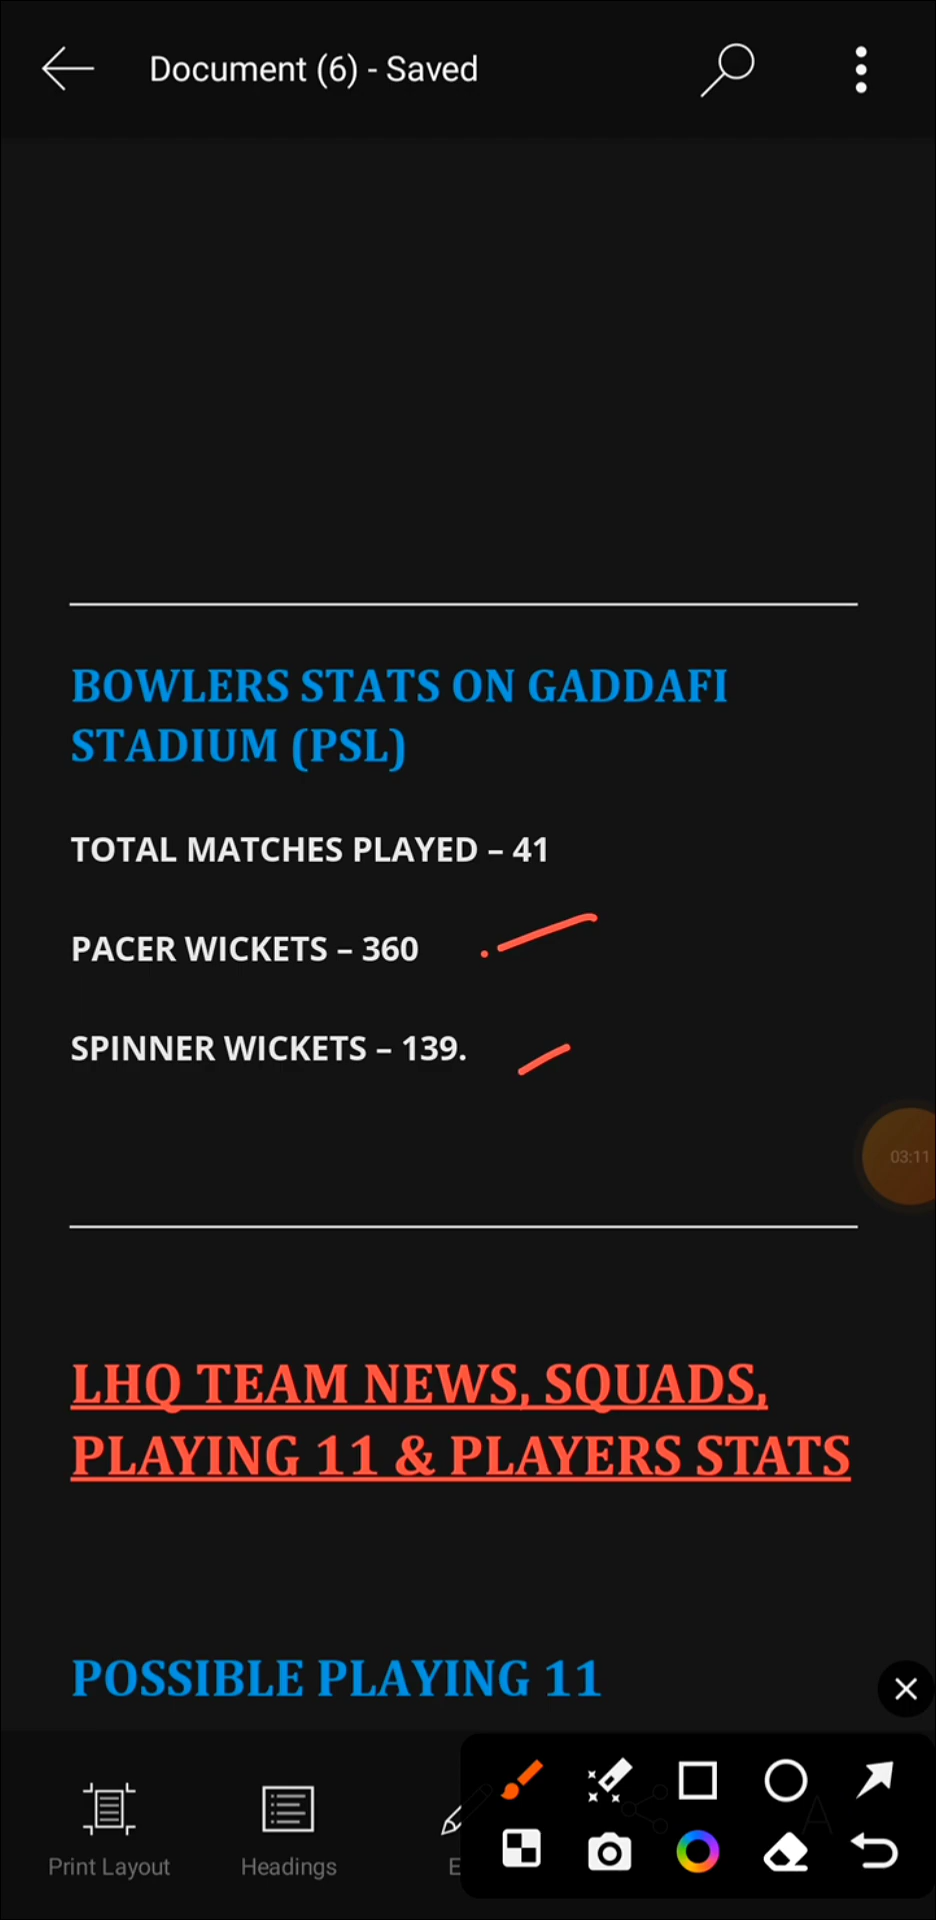 Document (6) - Saved
BOWLERS STATS ON GADDAFI
STADIUM (PSL)
TOTAL MATCHES PLAYED – 41
PACER WICKETS – 360
SPINNER WICKETS – 139.
03:11
LHQ TEAM NEWS, SQUADS,
PLAYING 11 & PLAYERS STATS
POSSIBLE PLAYING 11
Print Layout
Headings